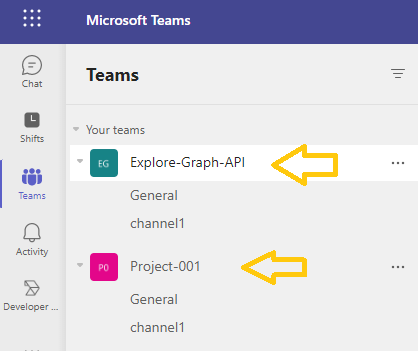 Microsoft Teams
Chat
Shifts
Teams
Activity
Developer ...
Teams
Your teams
EG Explore-Graph-API
General
channel1
P0 Project-001
General
channel1